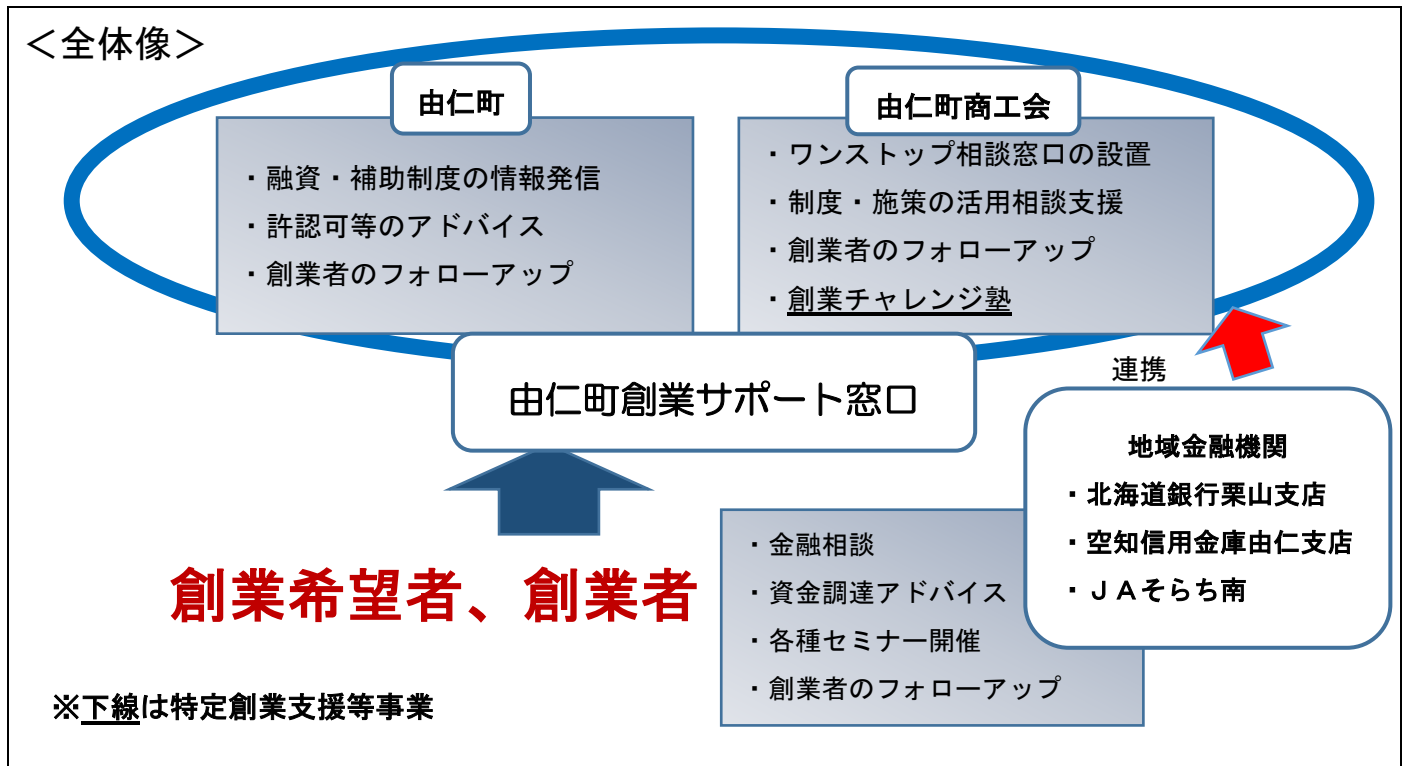 ＜全体像＞
由仁町
・融資・補助制度の情報発信
・許認可等のアドバイス
・創業者のフォローアップ
由仁町商工会
・ワンストップ相談窓口の設置
・制度・施策の活用相談支援
・創業者のフォローアップ
・創業チャレンジ塾
由仁町創業サポート窓口
連携
地域金融機関
・北海道銀行栗山支店
・空知信用金庫由仁支店
・ＪＡそらち南
・金融相談
・資金調達アドバイス
・各種セミナー開催
・創業者のフォローアップ
創業希望者、創業者
※下線は特定創業支援等事業